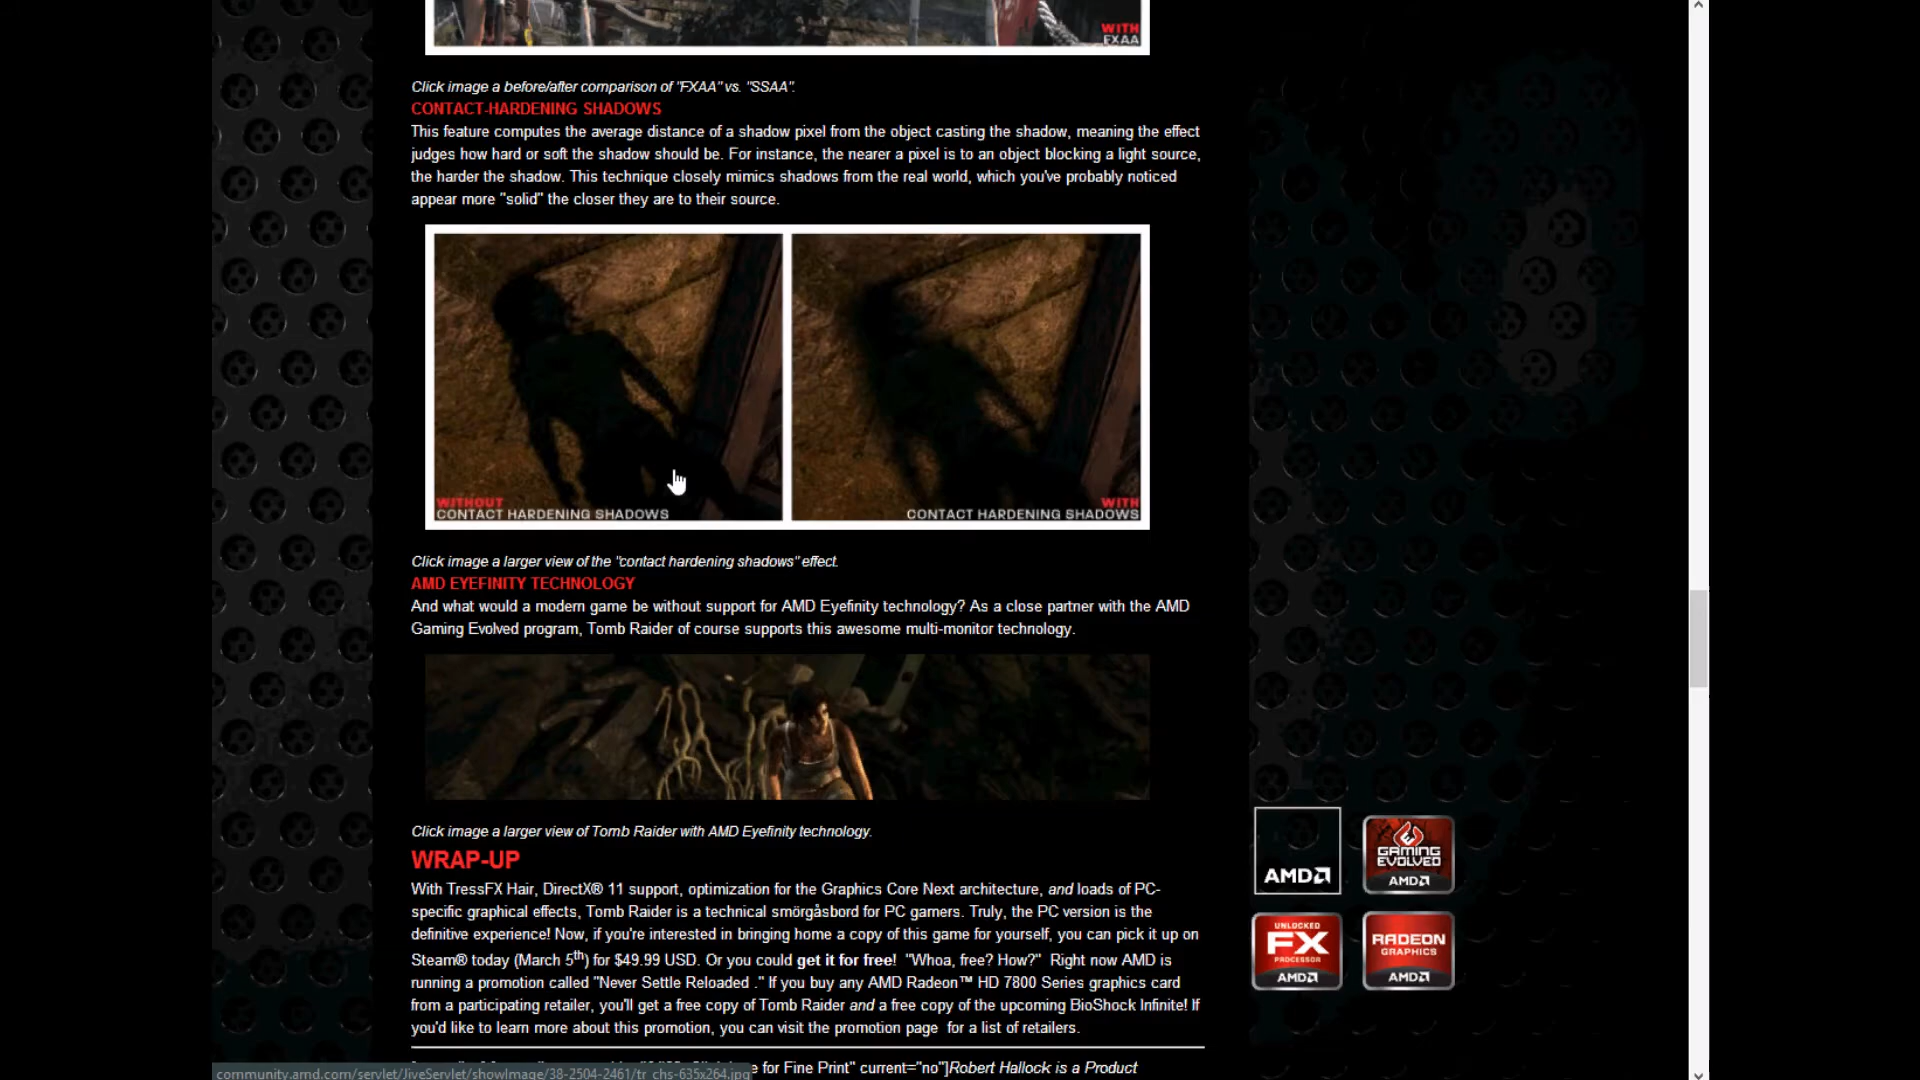 WITH
FXAA
Click image a before/after comparison of "FXAA" vs. "SSAA".
CONTACT-HARDENING SHADOWS
This feature computes the average distance of a shadow pixel from the object casting the shadow, meaning the effect
judges how hard or soft the shadow should be. For instance, the nearer a pixel is to an object blocking a light source,
the harder the shadow. This technique closely mimics shadows from the real world, which you've probably noticed
appear more "solid" the closer they are to their source.
WITHOUT
CONTACT HARDENING SHADOWS
WITH
CONTACT HARDENING SHADOWS
Click image a larger view of the "contact hardening shadows" effect.
AMD EYEFINITY TECHNOLOGY
And what would a modern game be without support for AMD Eyefinity technology? As a close partner with the AMD
Gaming Evolved program, Tomb Raider of course supports this awesome multi-monitor technology.
Click image a larger view of Tomb Raider with AMD Eyefinity technology.
WRAP-UP
With TressFX Hair, DirectX® 11 support, optimization for the Graphics Core Next architecture, and loads of PC-
specific graphical effects, Tomb Raider is a technical smörgåsbord for PC gamers. Truly, the PC version is the
definitive experience! Now, if you're interested in bringing home a copy of this game for yourself, you can pick it up on
Steam® today (March 5th) for $49.99 USD. Or you could get it for free! "Whoa, free? How?" Right now AMD is
running a promotion called "Never Settle Reloaded ." If you buy any AMD Radeon™ HD 7800 Series graphics card
from a participating retailer, you'll get a free copy of Tomb Raider and a free copy of the upcoming BioShock Infinite! If
you'd like to learn more about this promotion, you can visit the promotion page for a list of retailers.
e for Fine Print" current="no"]Robert Hallock is a Product
community.amd.com/servlet/JiveServlet/showImage/38-2504-2461/tr_chs-635x264.jpg
AMD
GAMING
EVOLVED
AMD
UNLOCKED
FX
PROCESSOR
AMD
RADEON
GRAPHICS
AMD